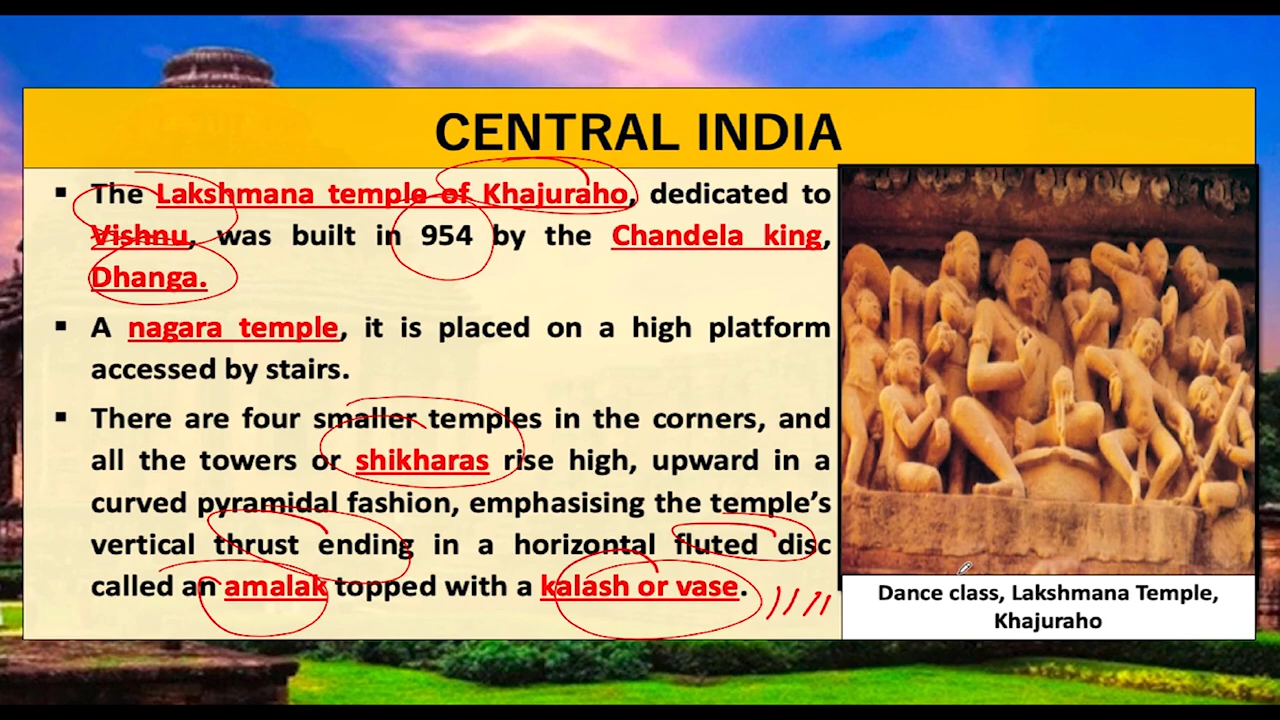 CENTRAL INDIA
▪ The Lakshmana temple of Khajuraho, dedicated to
Vishnu, was built in 954 by the Chandela king,
Dhanga.
▪ A nagara temple, it is placed on a high platform
accessed by stairs.
▪ There are four smaller temples in the corners, and
all the towers or shikharas rise high, upward in a
curved pyramidal fashion, emphasising the temple’s
vertical thrust ending in a horizontal fluted disc
called an amalak topped with a kalash or vase.
Dance class, Lakshmana Temple,
Khajuraho